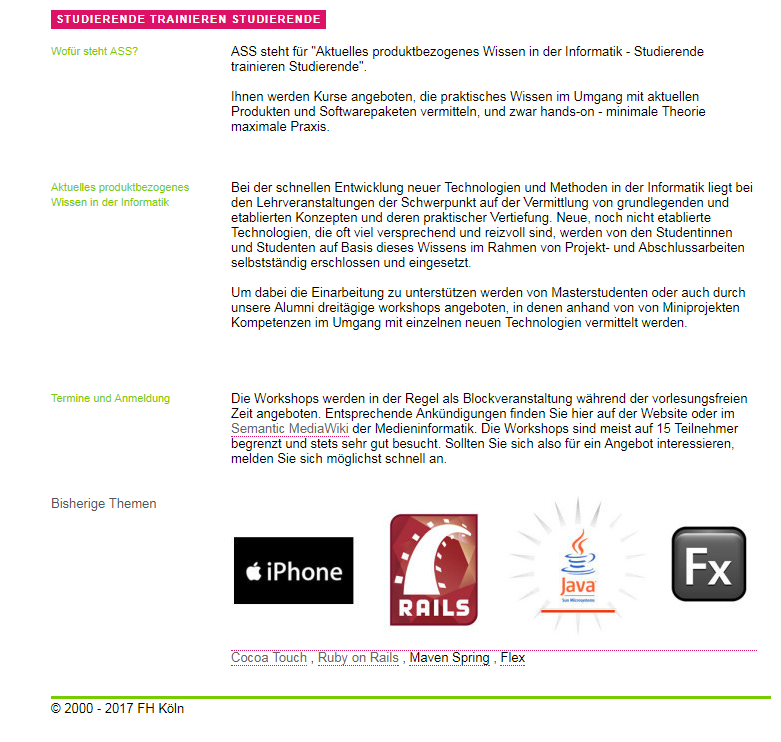 STUDIERENDE TRAINIEREN STUDIERENDE
Wofür steht ASS?
ASS steht für "Aktuelles produktbezogenes Wissen in der Informatik - Studierende
trainieren Studierende".
Ihnen werden Kurse angeboten, die praktisches Wissen im Umgang mit aktuellen
Produkten und Softwarepaketen vermitteln, und zwar hands-on - minimale Theorie
maximale Praxis.
Aktuelles produktbezogenes
Wissen in der Informatik
Bei der schnellen Entwicklung neuer Technologien und Methoden in der Informatik liegt bei
den Lehrveranstaltungen der Schwerpunkt auf der Vermittlung von grundlegenden und
etablierten Konzepten und deren praktischer Vertiefung. Neue, noch nicht etablierte
Technologien, die oft viel versprechend und reizvoll sind, werden von den Studentinnen
und Studenten auf Basis dieses Wissens im Rahmen von Projekt- und Abschlussarbeiten
selbstständig erschlossen und eingesetzt.
Um dabei die Einarbeitung zu unterstützen werden von Masterstudenten oder auch durch
unsere Alumni dreitägige workshops angeboten, in denen anhand von von Miniprojekten
Kompetenzen im Umgang mit einzelnen neuen Technologien vermittelt werden.
Termine und Anmeldung
Die Workshops werden in der Regel als Blockveranstaltung während der vorlesungsfreien
Zeit angeboten. Entsprechende Ankündigungen finden Sie hier auf der Website oder im
Semantic MediaWiki der Medieninformatik. Die Workshops sind meist auf 15 Teilnehmer
begrenzt und stets sehr gut besucht. Sollten Sie sich also für ein Angebot interessieren,
melden Sie sich möglichst schnell an.
Bisherige Themen
iPhone
RAILS
Java
Sun Microsystems
Fx
Cocoa Touch , Ruby on Rails , Maven Spring , Flex
© 2000 - 2017 FH Köln